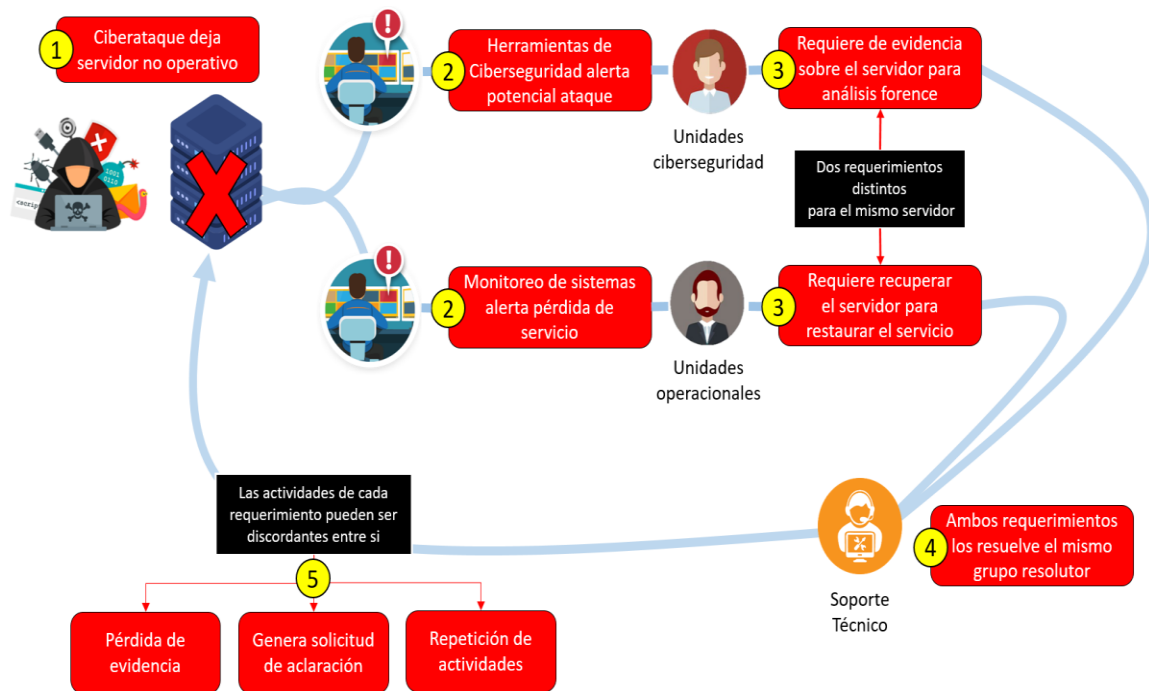 1
Ciberataque deja
servidor no operativo
2
Herramientas de
Ciberseguridad alerta
potencial ataque
Unidades
ciberseguridad
3
Requiere de evidencia
sobre el servidor para
análisis forence
Dos requerimientos
distintos
para el mismo servidor
2
Monitoreo de sistemas
alerta pérdida de
servicio
Unidades
operacionales
3
Requiere recuperar
el servidor para
restaurar el servicio
Soporte
Técnico
4
Ambos requerimientos
los resuelve el mismo
grupo resolutor
Las actividades de cada
requerimiento pueden ser
discordantes entre si
5
Pérdida de
evidencia
Genera solicitud
de aclaración
Repetición de
actividades
1001
0110
<script